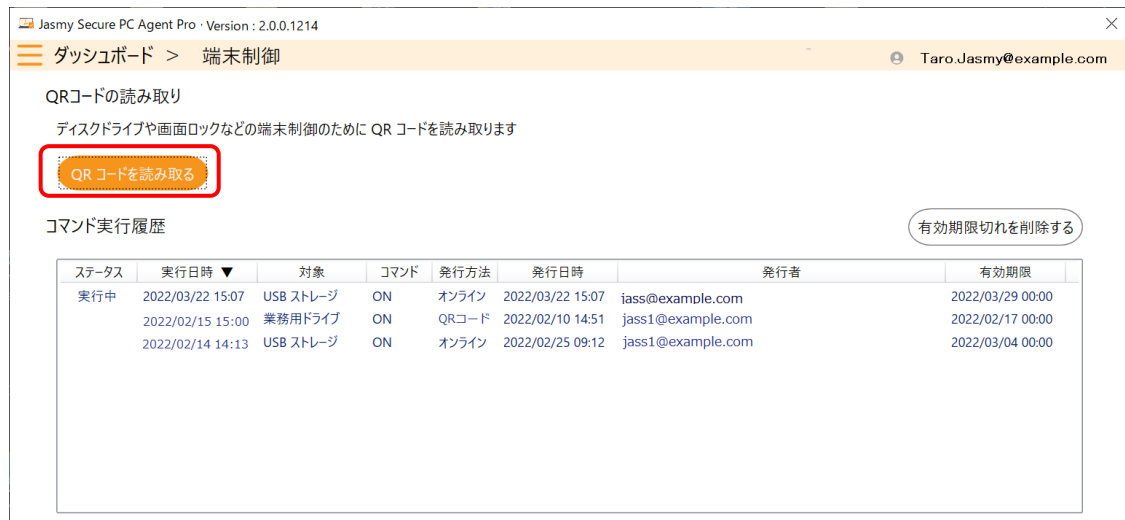 Jasmy Secure PC Agent Pro · Version : 2.0.0.1214
ダッシュボード > 端末制御 Taro.Jasmy@example.com
QRコードの読み取り
ディスクドライブや画面ロックなどの端末制御のために QR コードを読み取ります
QR コードを読み取る
コマンド実行履歴 有効期限切れを削除する
ステータス 実行日時 ▼ 対象 コマンド 発行方法 発行日時 発行者 有効期限
実行中 2022/03/22 15:07 USB ストレージ ON オンライン 2022/03/22 15:07 jass@example.com 2022/03/29 00:00
2022/02/15 15:00 業務用ドライブ ON QRコード 2022/02/10 14:51 jass1@example.com 2022/02/17 00:00
2022/02/14 14:13 USB ストレージ ON オンライン 2022/02/25 09:12 jass1@example.com 2022/03/04 00:00